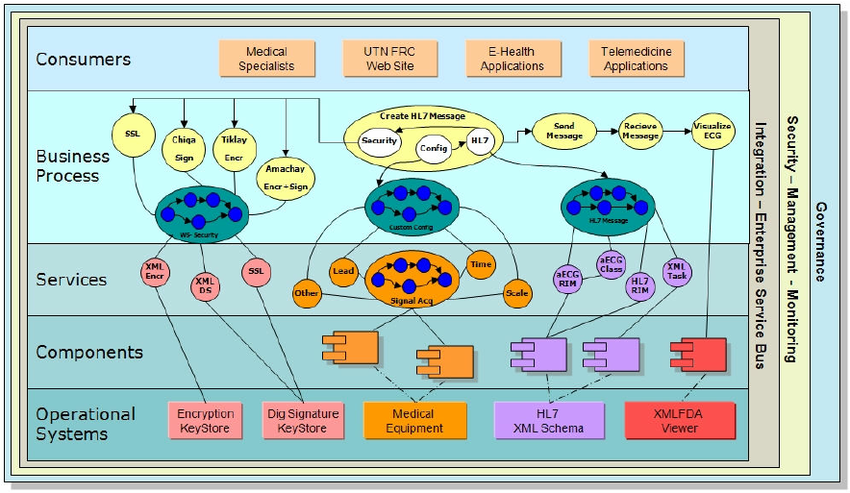 Consumers
Medical
Specialists
UTN FRC
Web Site
E-Health
Applications
Telemedicine
Applications
Business
Process
SSL
Chiqa
Sign
Tiklay
Encr
Amachay
Encr+Sign
Create HL7 Message
Security
Config
HL7
Send
Message
Recieve
Message
Visualize
ECG
WS- Security
Custom Config
HL7 Message
Services
XML
Encr
XML
DS
SSL
Other
Lead
Signal Acq
Time
Scale
aECG
RIM
aECG
Class
HL7
RIM
XML
Task
Components
Operational
Systems
Encryption
KeyStore
Dig Signature
KeyStore
Medical
Equipment
HL7
XML Schema
XMLFDA
Viewer
Integration – Enterprise Service Bus
Security – Management - Monitoring
Governance